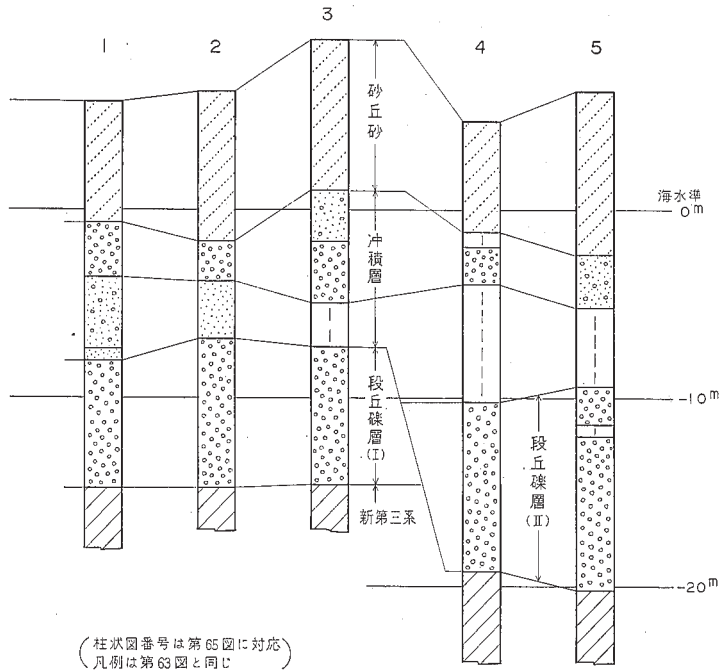 1
2
3
4
5
砂丘砂
冲積層
段丘礫層(I)
新第三系
段丘礫層(II)
海水準
0m
-10m
-20m
(柱状図番号は第65図に対応
凡例は第63図と同じ)